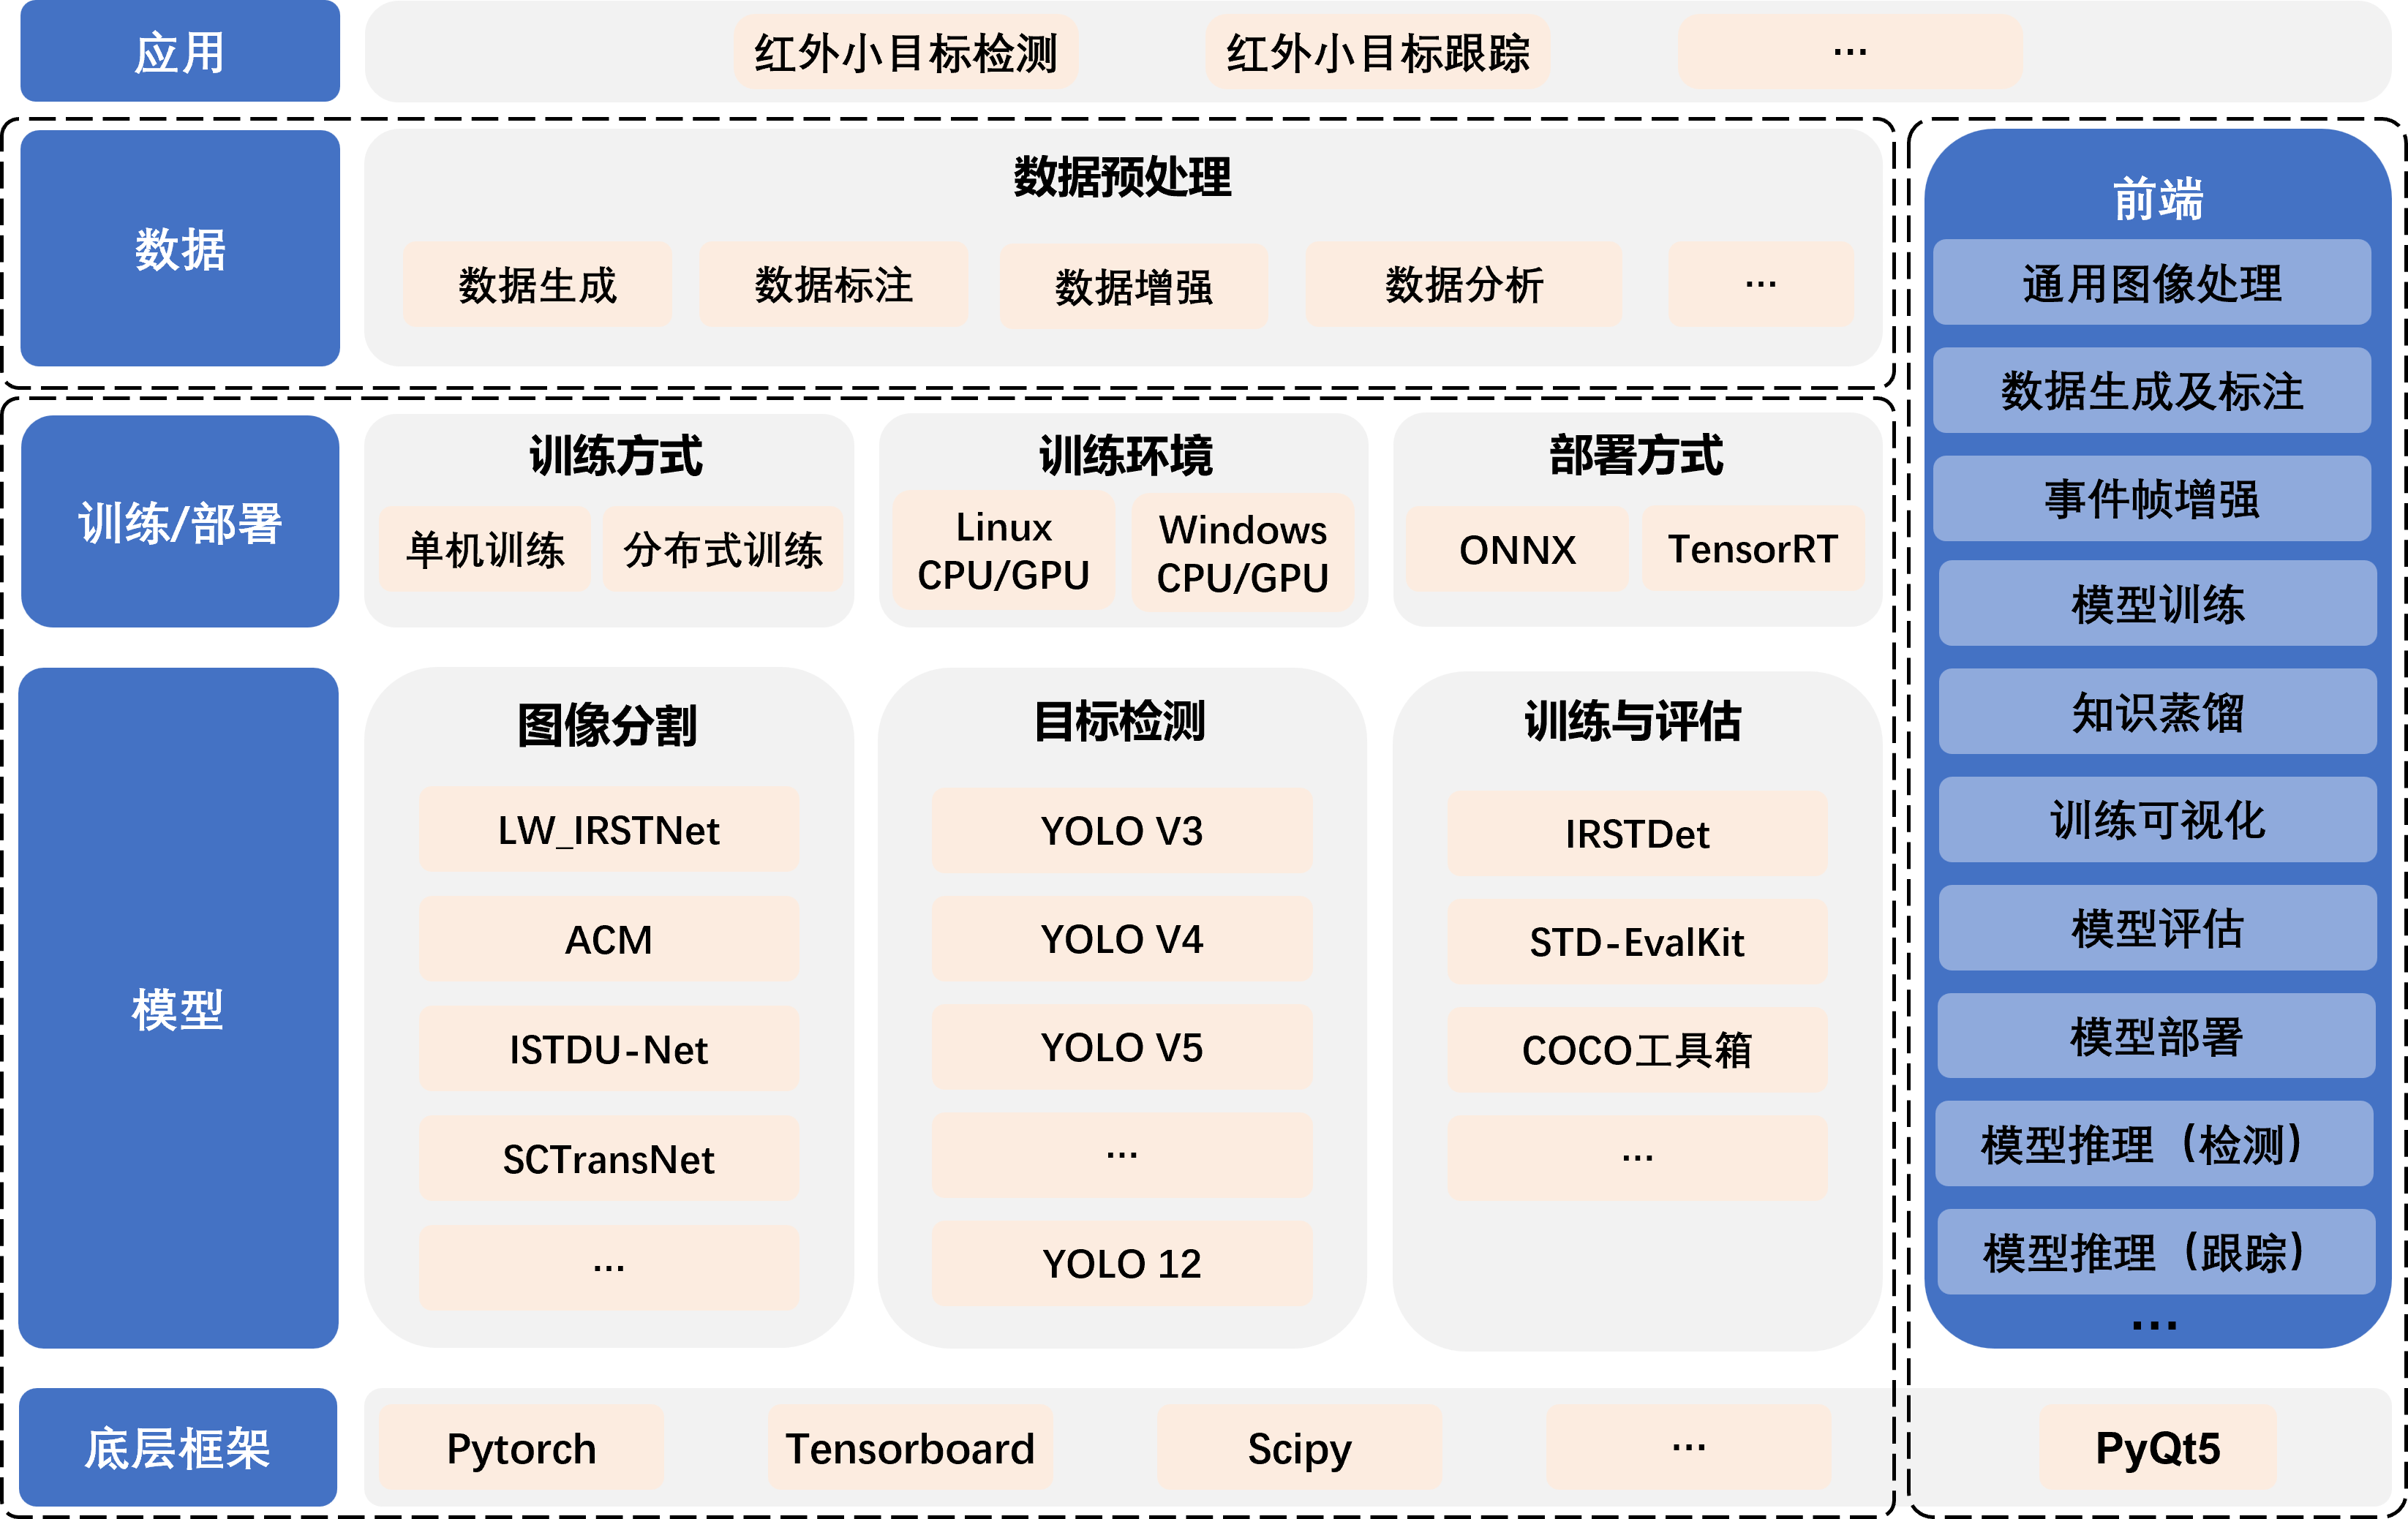 应用
红外小目标检测
红外小目标跟踪
…
数据
数据预处理
数据生成
数据标注
数据增强
数据分析
…
训练/部署
训练方式
单机训练
分布式训练
训练环境
Linux
CPU/GPU
Windows
CPU/GPU
部署方式
ONNX
TensorRT
模型
图像分割
LW_IRSTNet
ACM
ISTDU-Net
SCTransNet
…
目标检测
YOLO V3
YOLO V4
YOLO V5
…
YOLO 12
训练与评估
IRSTDet
STD-EvalKit
COCO工具箱
…
底层框架
Pytorch
Tensorboard
Scipy
…
前端
通用图像处理
数据生成及标注
事件帧增强
模型训练
知识蒸馏
训练可视化
模型评估
模型部署
模型推理（检测）
模型推理（跟踪）
…
PyQt5